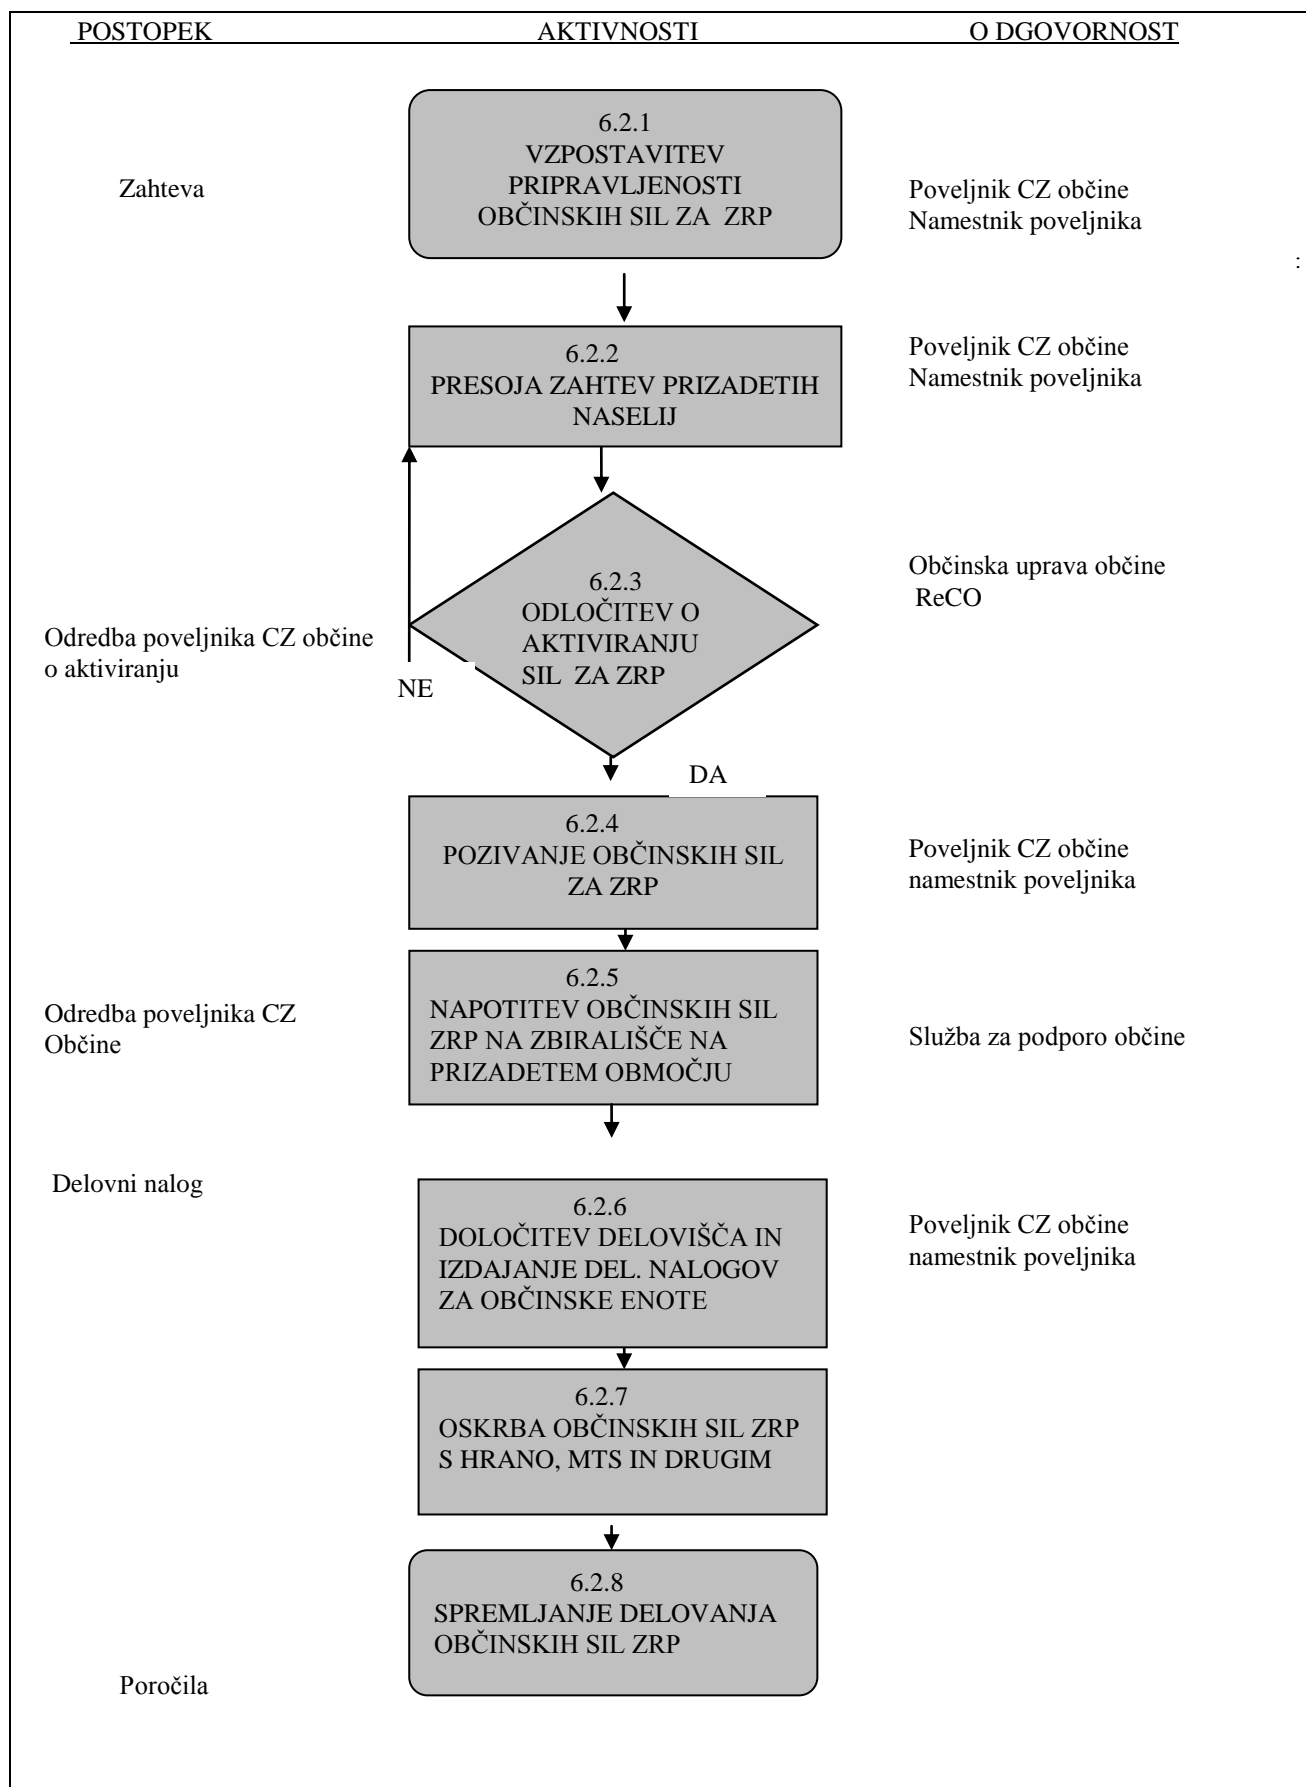 POSTOPEK AKTIVNOSTI O DGOVORNOST
6.2.1
VZPOSTAVITEV
PRIPRAVLJENOSTI
OBČINSKIH SIL ZA ZRP
Zahteva
Poveljnik CZ občine
Namestnik poveljnika
:
6.2.2
PRESOJA ZAHTEV PRIZADETIH
NASELIJ
Poveljnik CZ občine
Namestnik poveljnika
6.2.3
ODLOČITEV O
AKTIVIRANJU
SIL ZA ZRP
Občinska uprava občine
ReCO
Odredba poveljnika CZ občine
o aktiviranju
NE
DA
6.2.4
POZIVANJE OBČINSKIH SIL
ZA ZRP
Poveljnik CZ občine
namestnik poveljnika
6.2.5
NAPOTITEV OBČINSKIH SIL
ZRP NA ZBIRALIŠČE NA
PRIZADETEM OBMOČJU
Odredba poveljnika CZ
Občine
Služba za podporo občine
Delovni nalog
6.2.6
DOLOČITEV DELOVIŠČA IN
IZDAJANJE DEL. NALOGOV
ZA OBČINSKE ENOTE
Poveljnik CZ občine
namestnik poveljnika
6.2.7
OSKRBA OBČINSKIH SIL ZRP
S HRANO, MTS IN DRUGIM
6.2.8
SPREMLJANJE DELOVANJA
OBČINSKIH SIL ZRP
Poročila